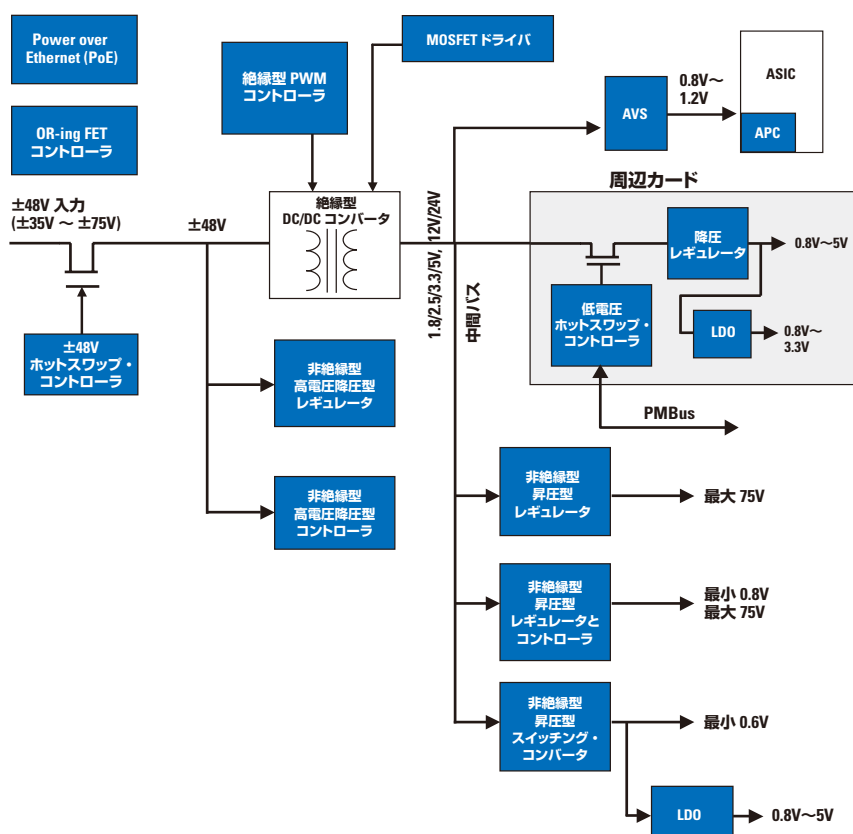 Power over
Ethernet (PoE)
OR-ing FET
コントローラ
絶縁型 PWM
コントローラ
MOSFET ドライバ
AVS
0.8V～
1.2V
ASIC
APC
±48V 入力
(±35V ～ ±75V)
±48V
絶縁型
DC/DC コンバータ
1.8/2.5/3.3/5V, 12V/24V
中間バス
周辺カード
降圧
レギュレータ
0.8V～5V
低電圧
ホットスワップ・
コントローラ
LDO
0.8V～
3.3V
PMBus
±48V
ホットスワップ・
コントローラ
非絶縁型
高電圧降圧型
レギュレータ
非絶縁型
高電圧降圧型
コントローラ
非絶縁型
昇圧型
レギュレータ
最大 75V
非絶縁型
昇圧型
レギュレータと
コントローラ
最小 0.8V
最大 75V
非絶縁型
昇圧型
スイッチング・
コンバータ
最小 0.6V
LDO
0.8V～5V